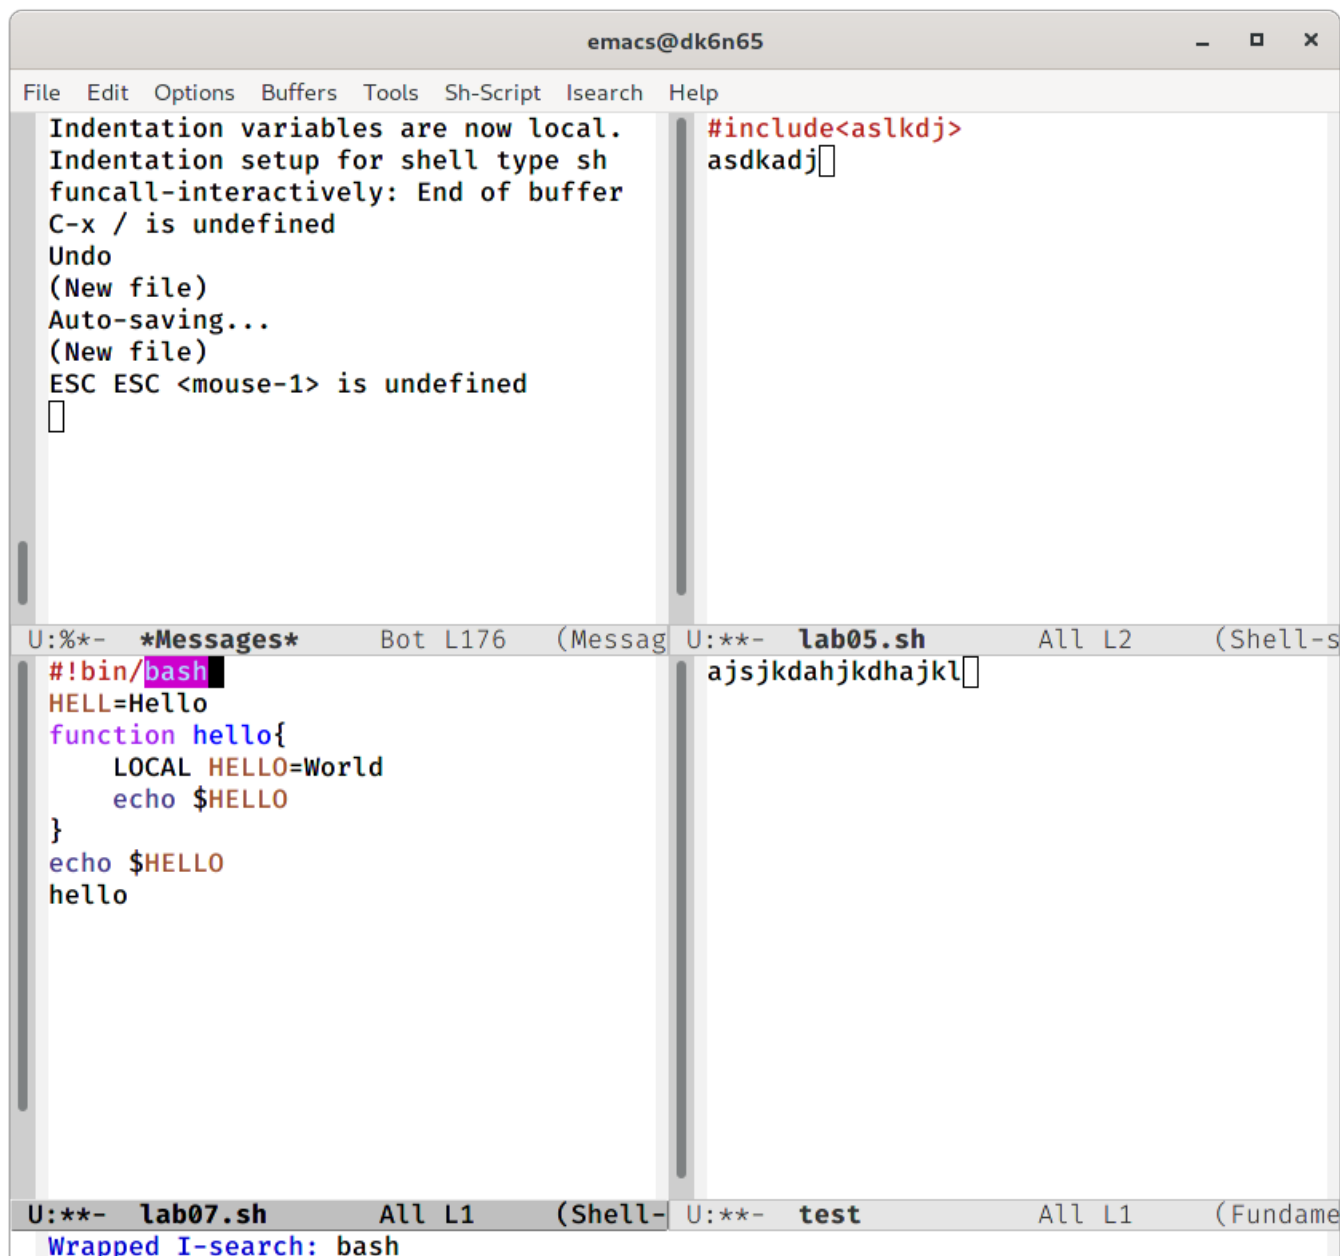 emacs@dk6n65
File Edit Options Buffers Tools Sh-Script Isearch Help
Indentation variables are now local.
Indentation setup for shell type sh
funcall-interactively: End of buffer
C-x / is undefined
Undo
(New file)
Auto-saving...
(New file)
ESC ESC <mouse-1> is undefined
U:%*-  *Messages*     Bot L176   (Messag
#include<aslkdj>
asdkadj
U:**-  lab05.sh       All L2     (Shell-s
#!bin/bash
HELL=Hello
function hello{
    LOCAL HELLO=World
    echo $HELLO
}
echo $HELLO
hello
U:**-  lab07.sh       All L1     (Shell-
ajsjkdahjkdhajkl
U:**-  test           All L1     (Fundame
Wrapped I-search: bash